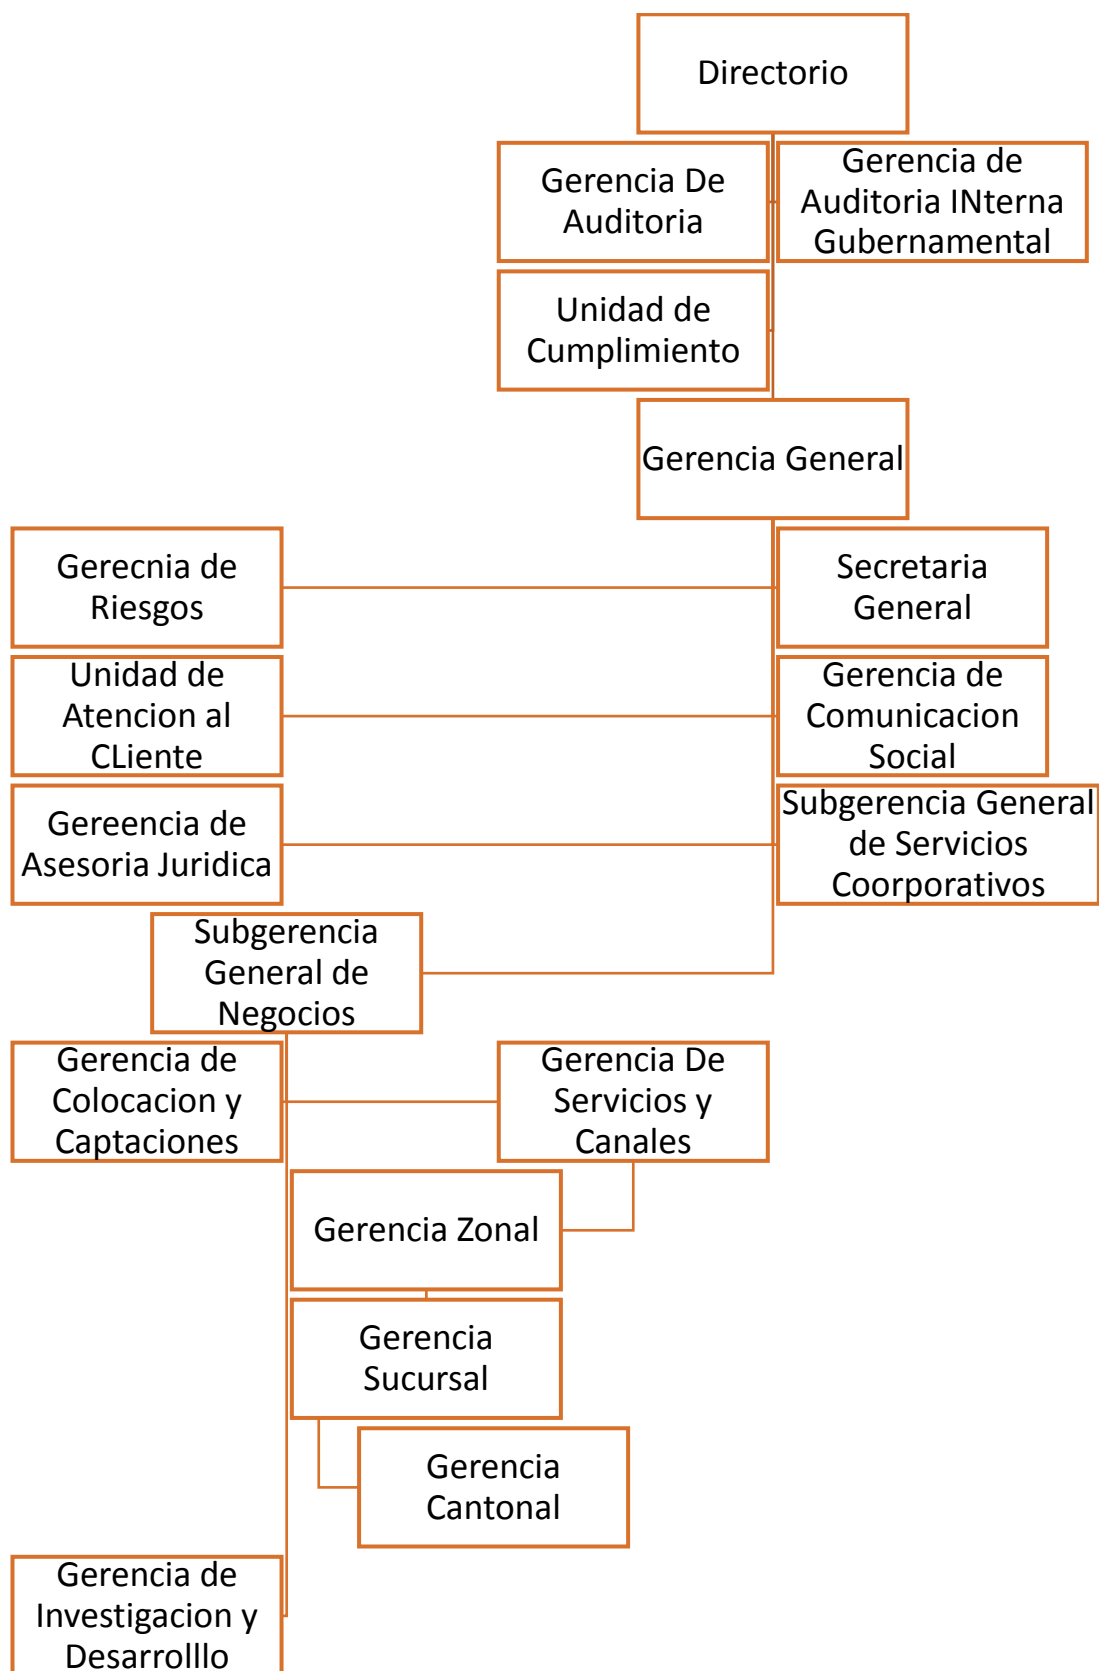 Directorio
Gerencia De
Auditoria
Gerencia de
Auditoria INterna
Gubernamental
Unidad de
Cumplimiento
Gerencia General
Gerecnia de
Riesgos
Secretaria
General
Unidad de
Atencion al
CLiente
Gerencia de
Comunicacion
Social
Gereencia de
Asesoria Juridica
Subgerencia General
de Servicios
Coorporativos
Subgerencia
General de
Negocios
Gerencia de
Colocacion y
Captaciones
Gerencia De
Servicios y
Canales
Gerencia Zonal
Gerencia
Sucursal
Gerencia
Cantonal
Gerencia de
Investigacion y
Desarrolllo